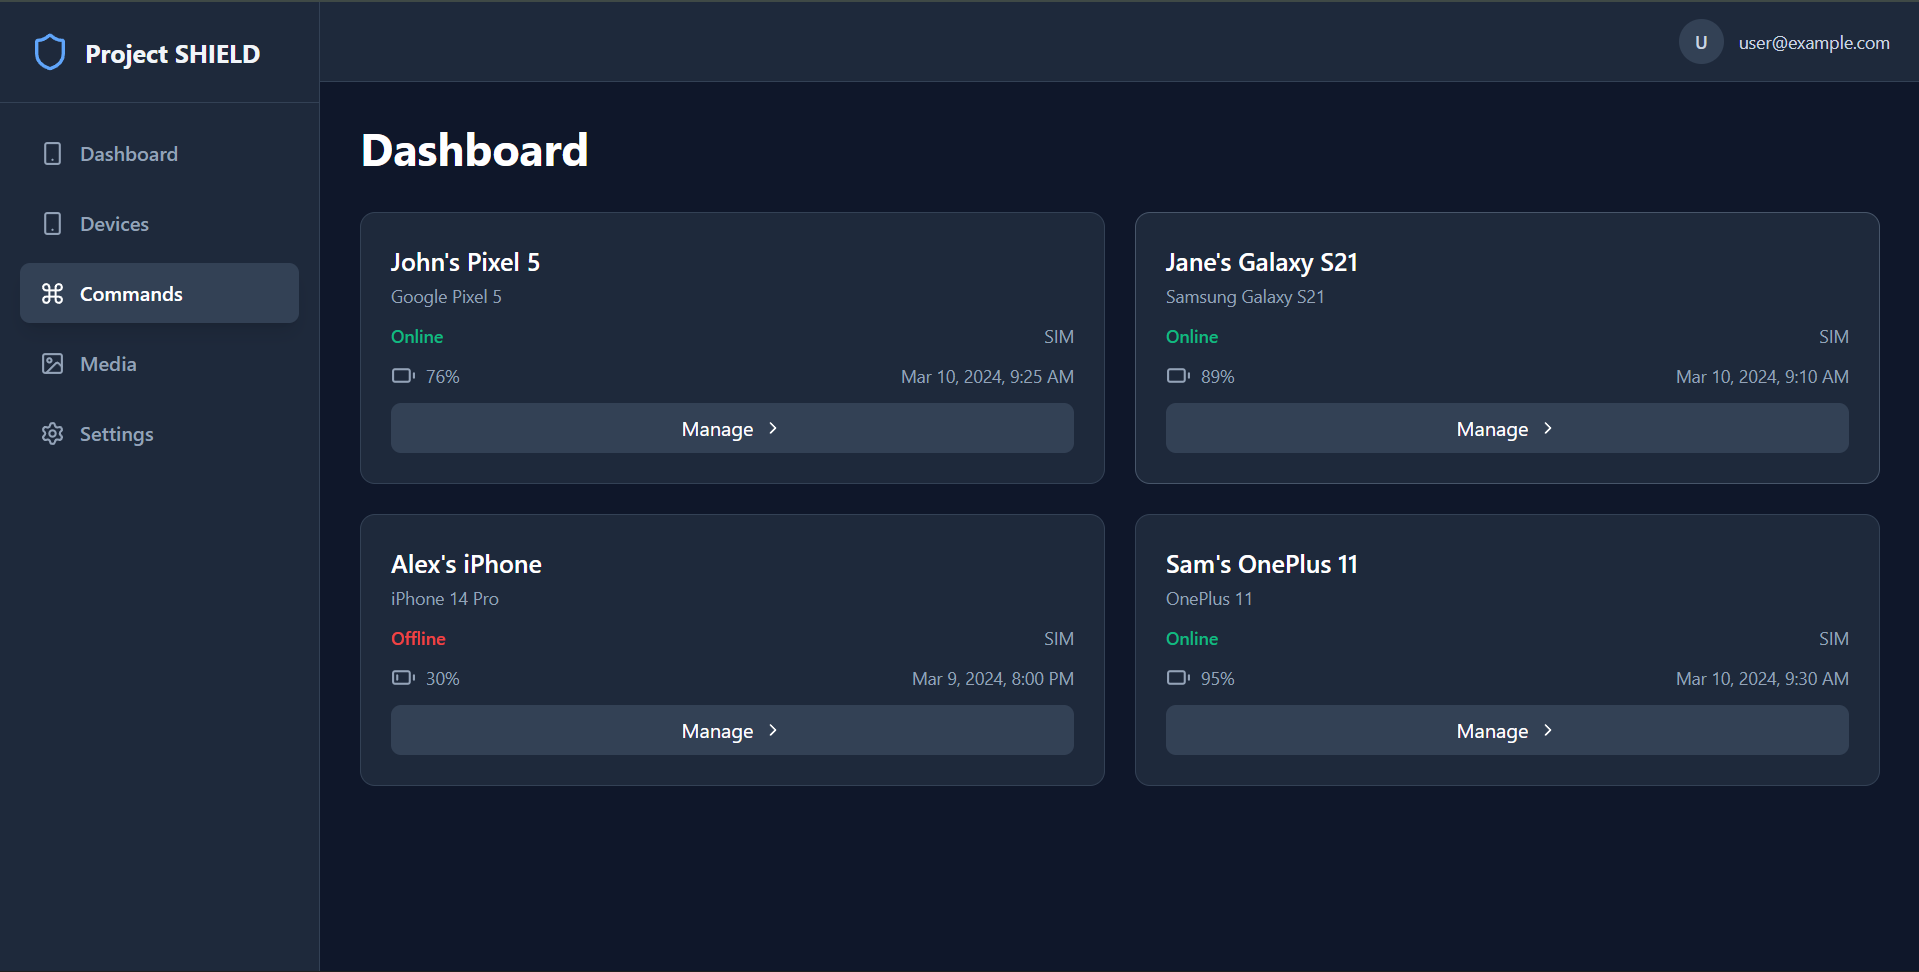 Project SHIELD
U
user@example.com
Dashboard
Devices
Commands
Media
Settings
Dashboard
John's Pixel 5
Google Pixel 5
Online
SIM
76%
Mar 10, 2024, 9:25 AM
Manage
Jane's Galaxy S21
Samsung Galaxy S21
Online
SIM
89%
Mar 10, 2024, 9:10 AM
Manage
Alex's iPhone
iPhone 14 Pro
Offline
SIM
30%
Mar 9, 2024, 8:00 PM
Manage
Sam's OnePlus 11
OnePlus 11
Online
SIM
95%
Mar 10, 2024, 9:30 AM
Manage